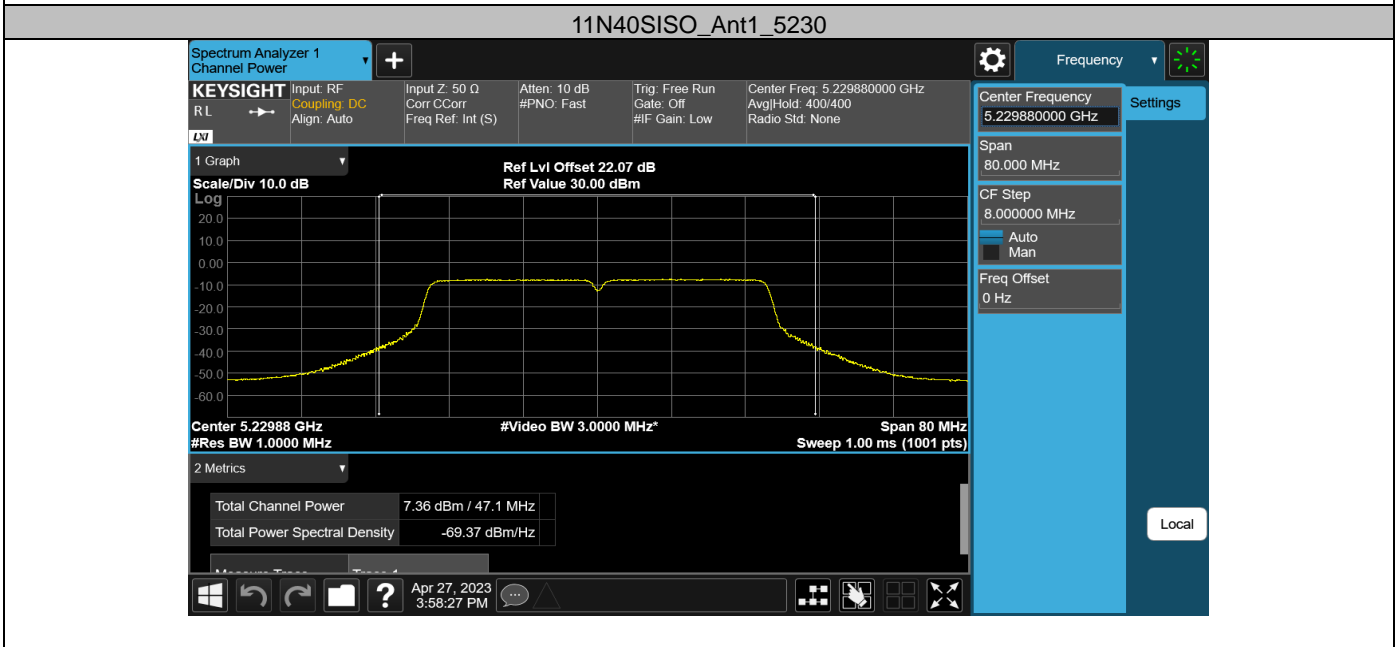 11N40SISO_Ant1_5230
Spectrum Analyzer 1
Channel Power
Frequency
KEYSIGHT
RL
LXI
Input: RF
Coupling: DC
Align: Auto
Input Z: 50 Ω
Corr CCorr
Freq Ref: Int (S)
Atten: 10 dB
#PNO: Fast
Trig: Free Run
Gate: Off
#IF Gain: Low
Center Freq: 5.229880000 GHz
Avg|Hold: 400/400
Radio Std: None
Center Frequency
5.229880000 GHz
Settings
Span
80.000 MHz
CF Step
8.000000 MHz
Auto
Man
Freq Offset
0 Hz
1 Graph
Scale/Div 10.0 dB
Ref Lvl Offset 22.07 dB
Ref Value 30.00 dBm
Log
20.0
10.0
0.00
-10.0
-20.0
-30.0
-40.0
-50.0
-60.0
Center 5.22988 GHz
#Video BW 3.0000 MHz*
Span 80 MHz
#Res BW 1.0000 MHz
Sweep 1.00 ms (1001 pts)
2 Metrics
Total Channel Power 7.36 dBm / 47.1 MHz
Total Power Spectral Density -69.37 dBm/Hz
Measure Trace Trace 1
Local
?
Apr 27, 2023
3:58:27 PM